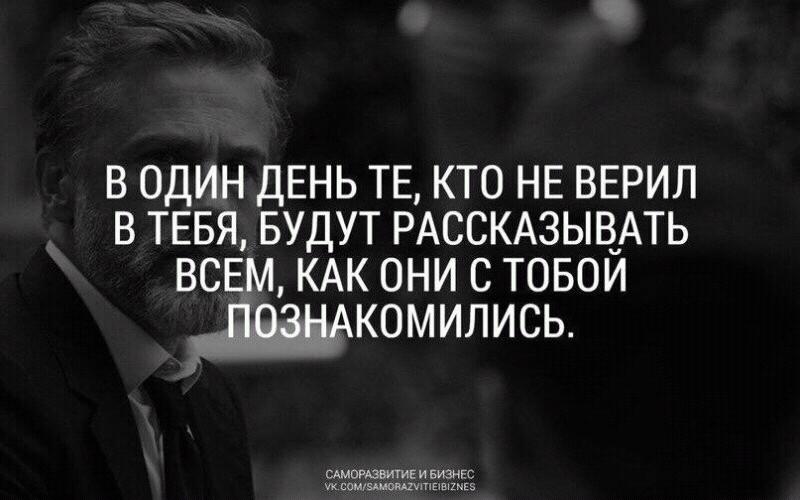 В ОДИН ДЕНЬ ТЕ, КТО НЕ ВЕРИЛ
В ТЕБЯ, БУДУТ РАССКАЗЫВАТЬ
ВСЕМ, КАК ОНИ С ТОБОЙ
ПОЗНАКОМИЛИСЬ.
САМОРАЗВИТИЕ И БИЗНЕС
VK.COM/SAMORAZVITIEIBIZNES